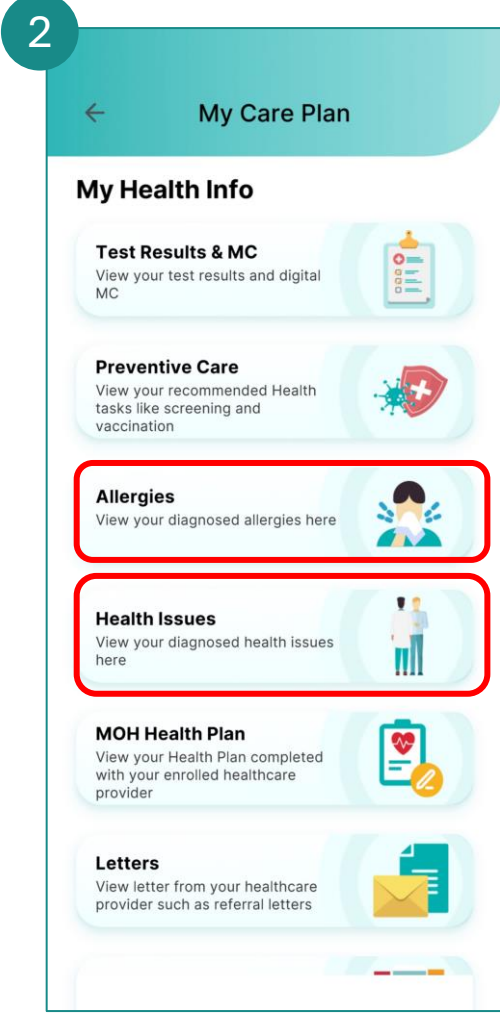 2
My Care Plan
My Health Info
Test Results & MC
View your test results and digital
MC
Preventive Care
View your recommended Health
tasks like screening and
vaccination
Allergies
View your diagnosed allergies here
Health Issues
View your diagnosed health issues
here
MOH Health Plan
View your Health Plan completed
with your enrolled healthcare
provider
Letters
View letter from your healthcare
provider such as referral letters